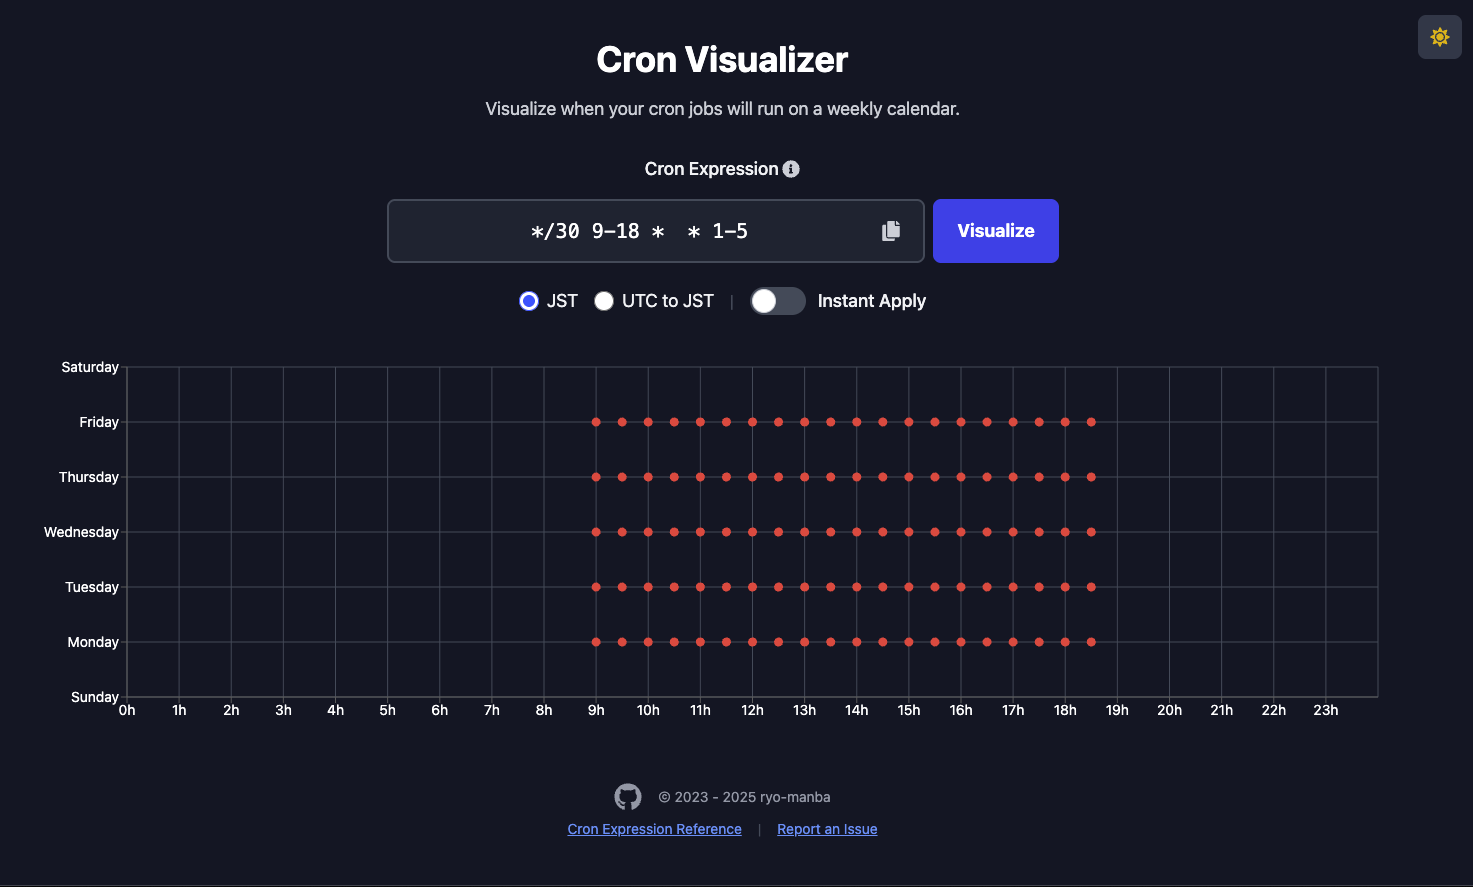 Cron Visualizer
Visualize when your cron jobs will run on a weekly calendar.
Cron Expression
*/30 9-18 *  * 1-5
Visualize
JST UTC to JST | Instant Apply
Saturday
Friday
Thursday
Wednesday
Tuesday
Monday
Sunday
0h 1h 2h 3h 4h 5h 6h 7h 8h 9h 10h 11h 12h 13h 14h 15h 16h 17h 18h 19h 20h 21h 22h 23h
© 2023 - 2025 ryo-manba
Cron Expression Reference | Report an Issue